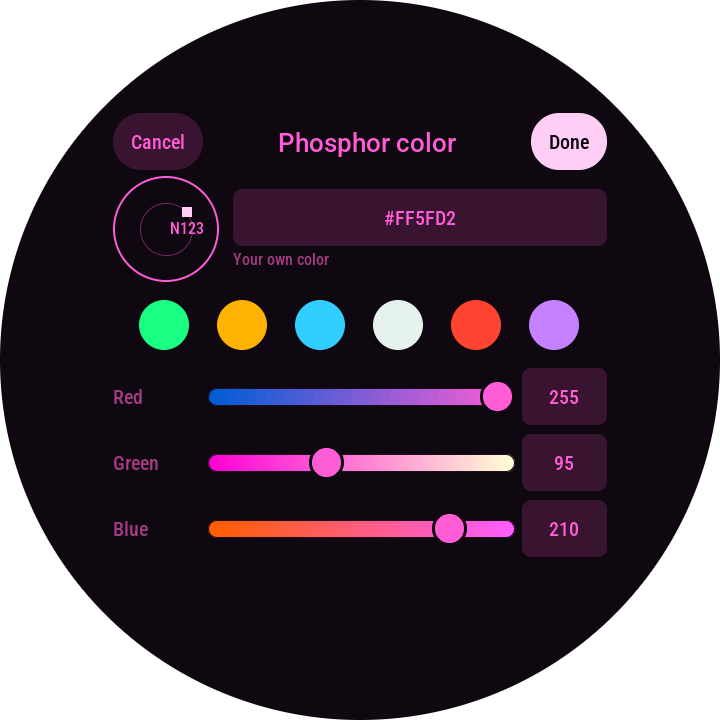 Cancel
Phosphor color
Done
N123
#FF5FD2
Your own color
Red
255
Green
95
Blue
210